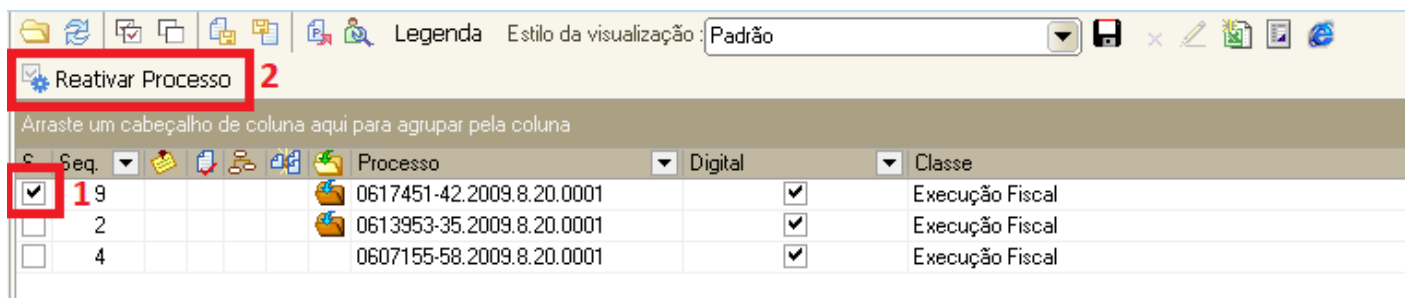 Legenda Estilo da visualização : Padrão
Reativar Processo 2
Arraste um cabeçalho de coluna aqui para agrupar pela coluna
Seq. Processo Digital Classe
1 9 0617451-42.2009.8.20.0001 Execução Fiscal
2 0613953-35.2009.8.20.0001 Execução Fiscal
4 0607155-58.2009.8.20.0001 Execução Fiscal